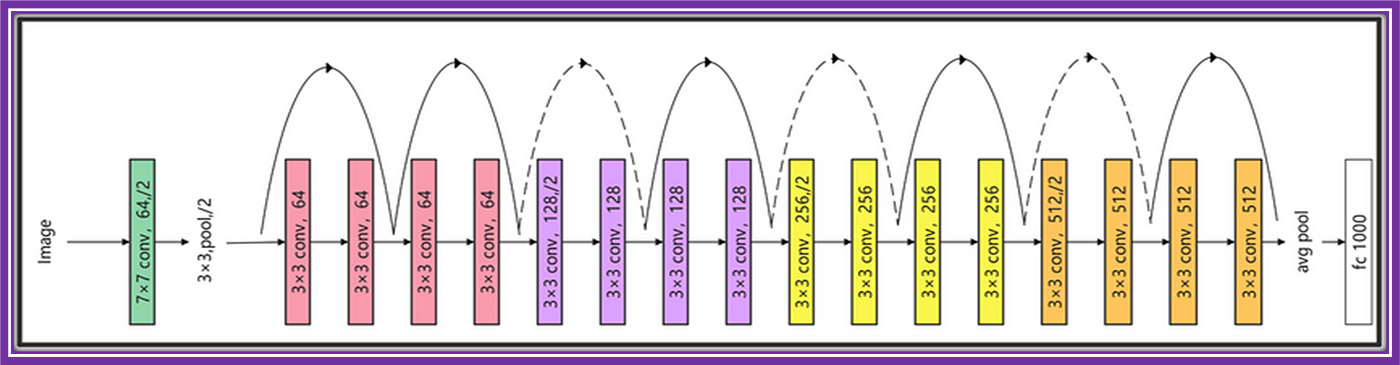 Image
7×7 conv, 64,/2
3×3,pool,/2
3×3 conv, 64
3×3 conv, 64
3×3 conv, 64
3×3 conv, 64
3×3 conv, 128,/2
3×3 conv, 128
3×3 conv, 128
3×3 conv, 128
3×3 conv, 256,/2
3×3 conv, 256
3×3 conv, 256
3×3 conv, 256
3×3 conv, 512,/2
3×3 conv, 512
3×3 conv, 512
3×3 conv, 512
avg pool
fc 1000